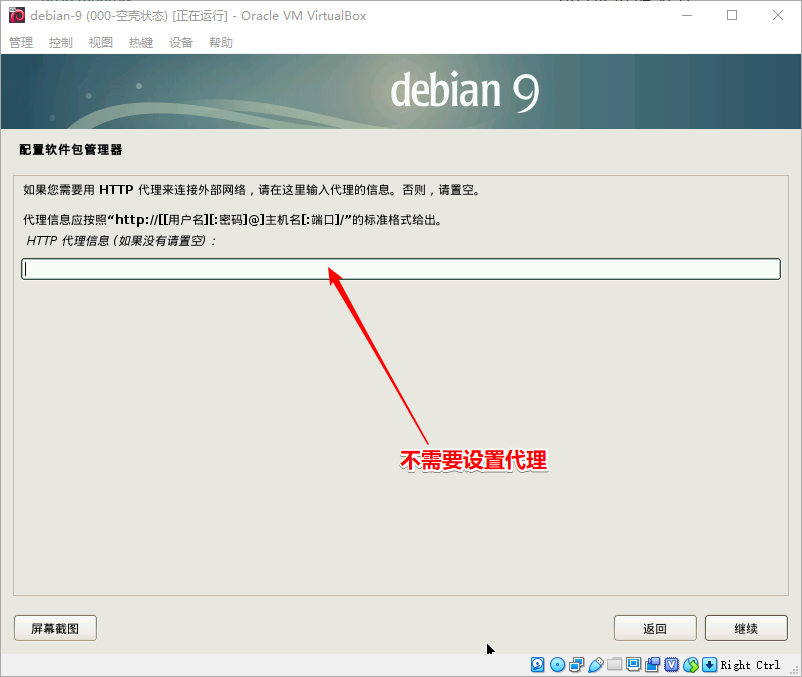 debian-9 (000-空壳状态) [正在运行] - Oracle VM VirtualBox
管理 控制 视图 热键 设备 帮助
debian 9
配置软件包管理器
如果您需要用 HTTP 代理来连接外部网络，请在这里输入代理的信息。否则，请置空。
代理信息应按照“http://[[用户名][:密码]@]主机名[:端口]/”的标准格式给出。
HTTP 代理信息 (如果没有请置空)：
不需要设置代理
屏幕截图 返回 继续
Right Ctrl